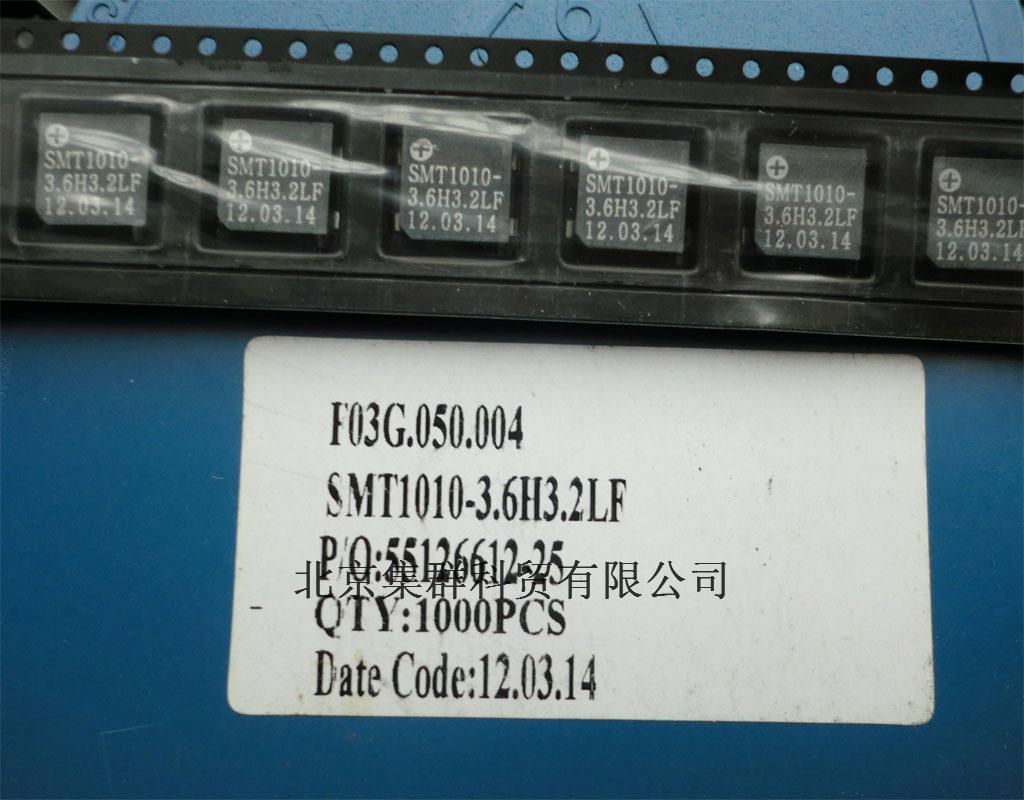 SMT1010-
3.6H3.2LF
12.03.14
SMT1010-
3.6H3.2LF
12.03.14
SMT1010-
3.6H3.2LF
12.03.14
SMT1010-
3.6H3.2LF
12.03.14
SMT1010-
3.6H3.2LF
12.03.14
SMT1010-
3.6H3.2LF
12.03.14
F03G.050.004
SMT1010-3.6H3.2LF
P/O:55126612-25
北京集群科贸有限公司
QTY:1000PCS
Date Code:12.03.14